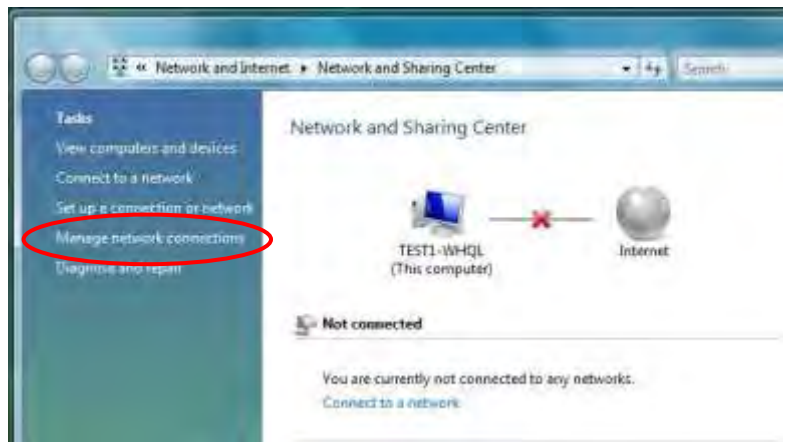 « Network and Internet ▸ Network and Sharing Center
Search
Tasks
View computers and devices
Connect to a network
Set up a connection or network
Manage network connections
Diagnose and repair
Network and Sharing Center
TEST1-WHQL
(This computer)
Internet
Not connected
You are currently not connected to any networks.
Connect to a network